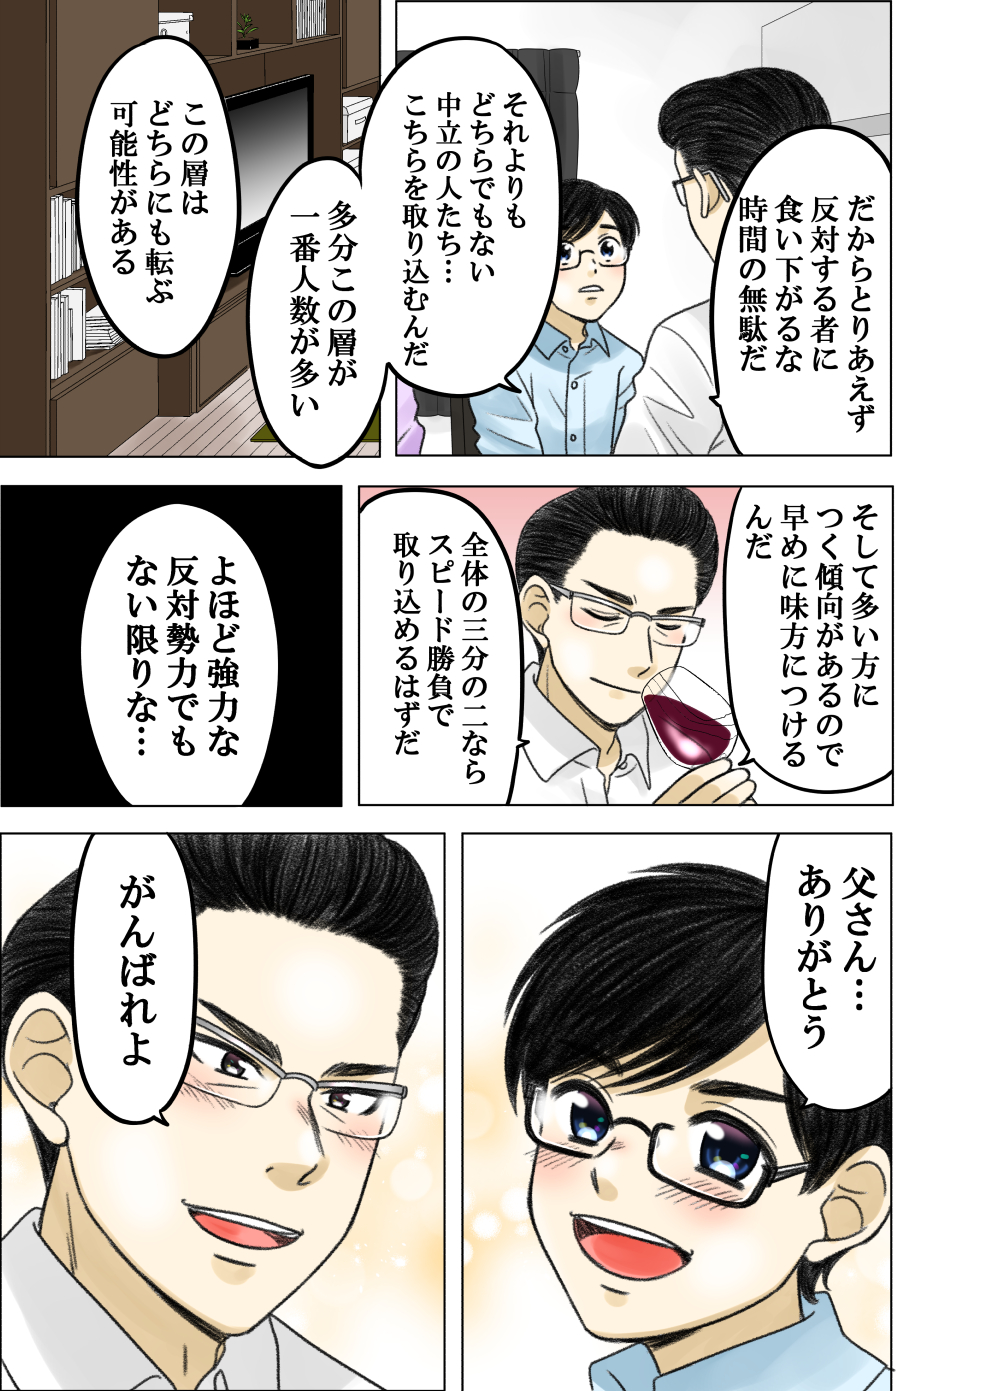 だからとりあえず
反対する者に
食い下がるな
時間の無駄だ
それよりも
どちらでもない
中立の人たち…
こちらを取り込むんだ
多分この層が
一番人数が多い
この層は
どちらにも転ぶ
可能性がある
そして多い方に
つく傾向があるので
早めに味方につける
んだ
全体の三分の二なら
スピード勝負で
取り込めるはずだ
よほど強力な
反対勢力でも
ない限りな…
父さん…
ありがとう
がんばれよ